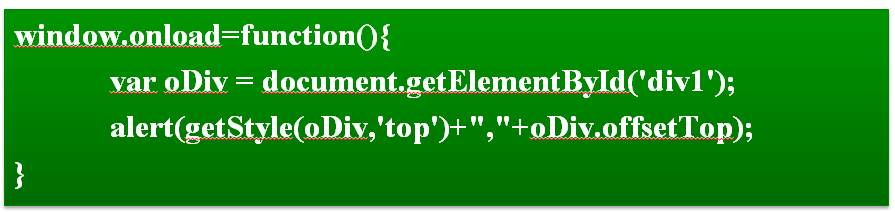 window.onload=function(){
var oDiv = document.getElementById('div1');
alert(getStyle(oDiv,'top')+","+oDiv.offsetTop);
}